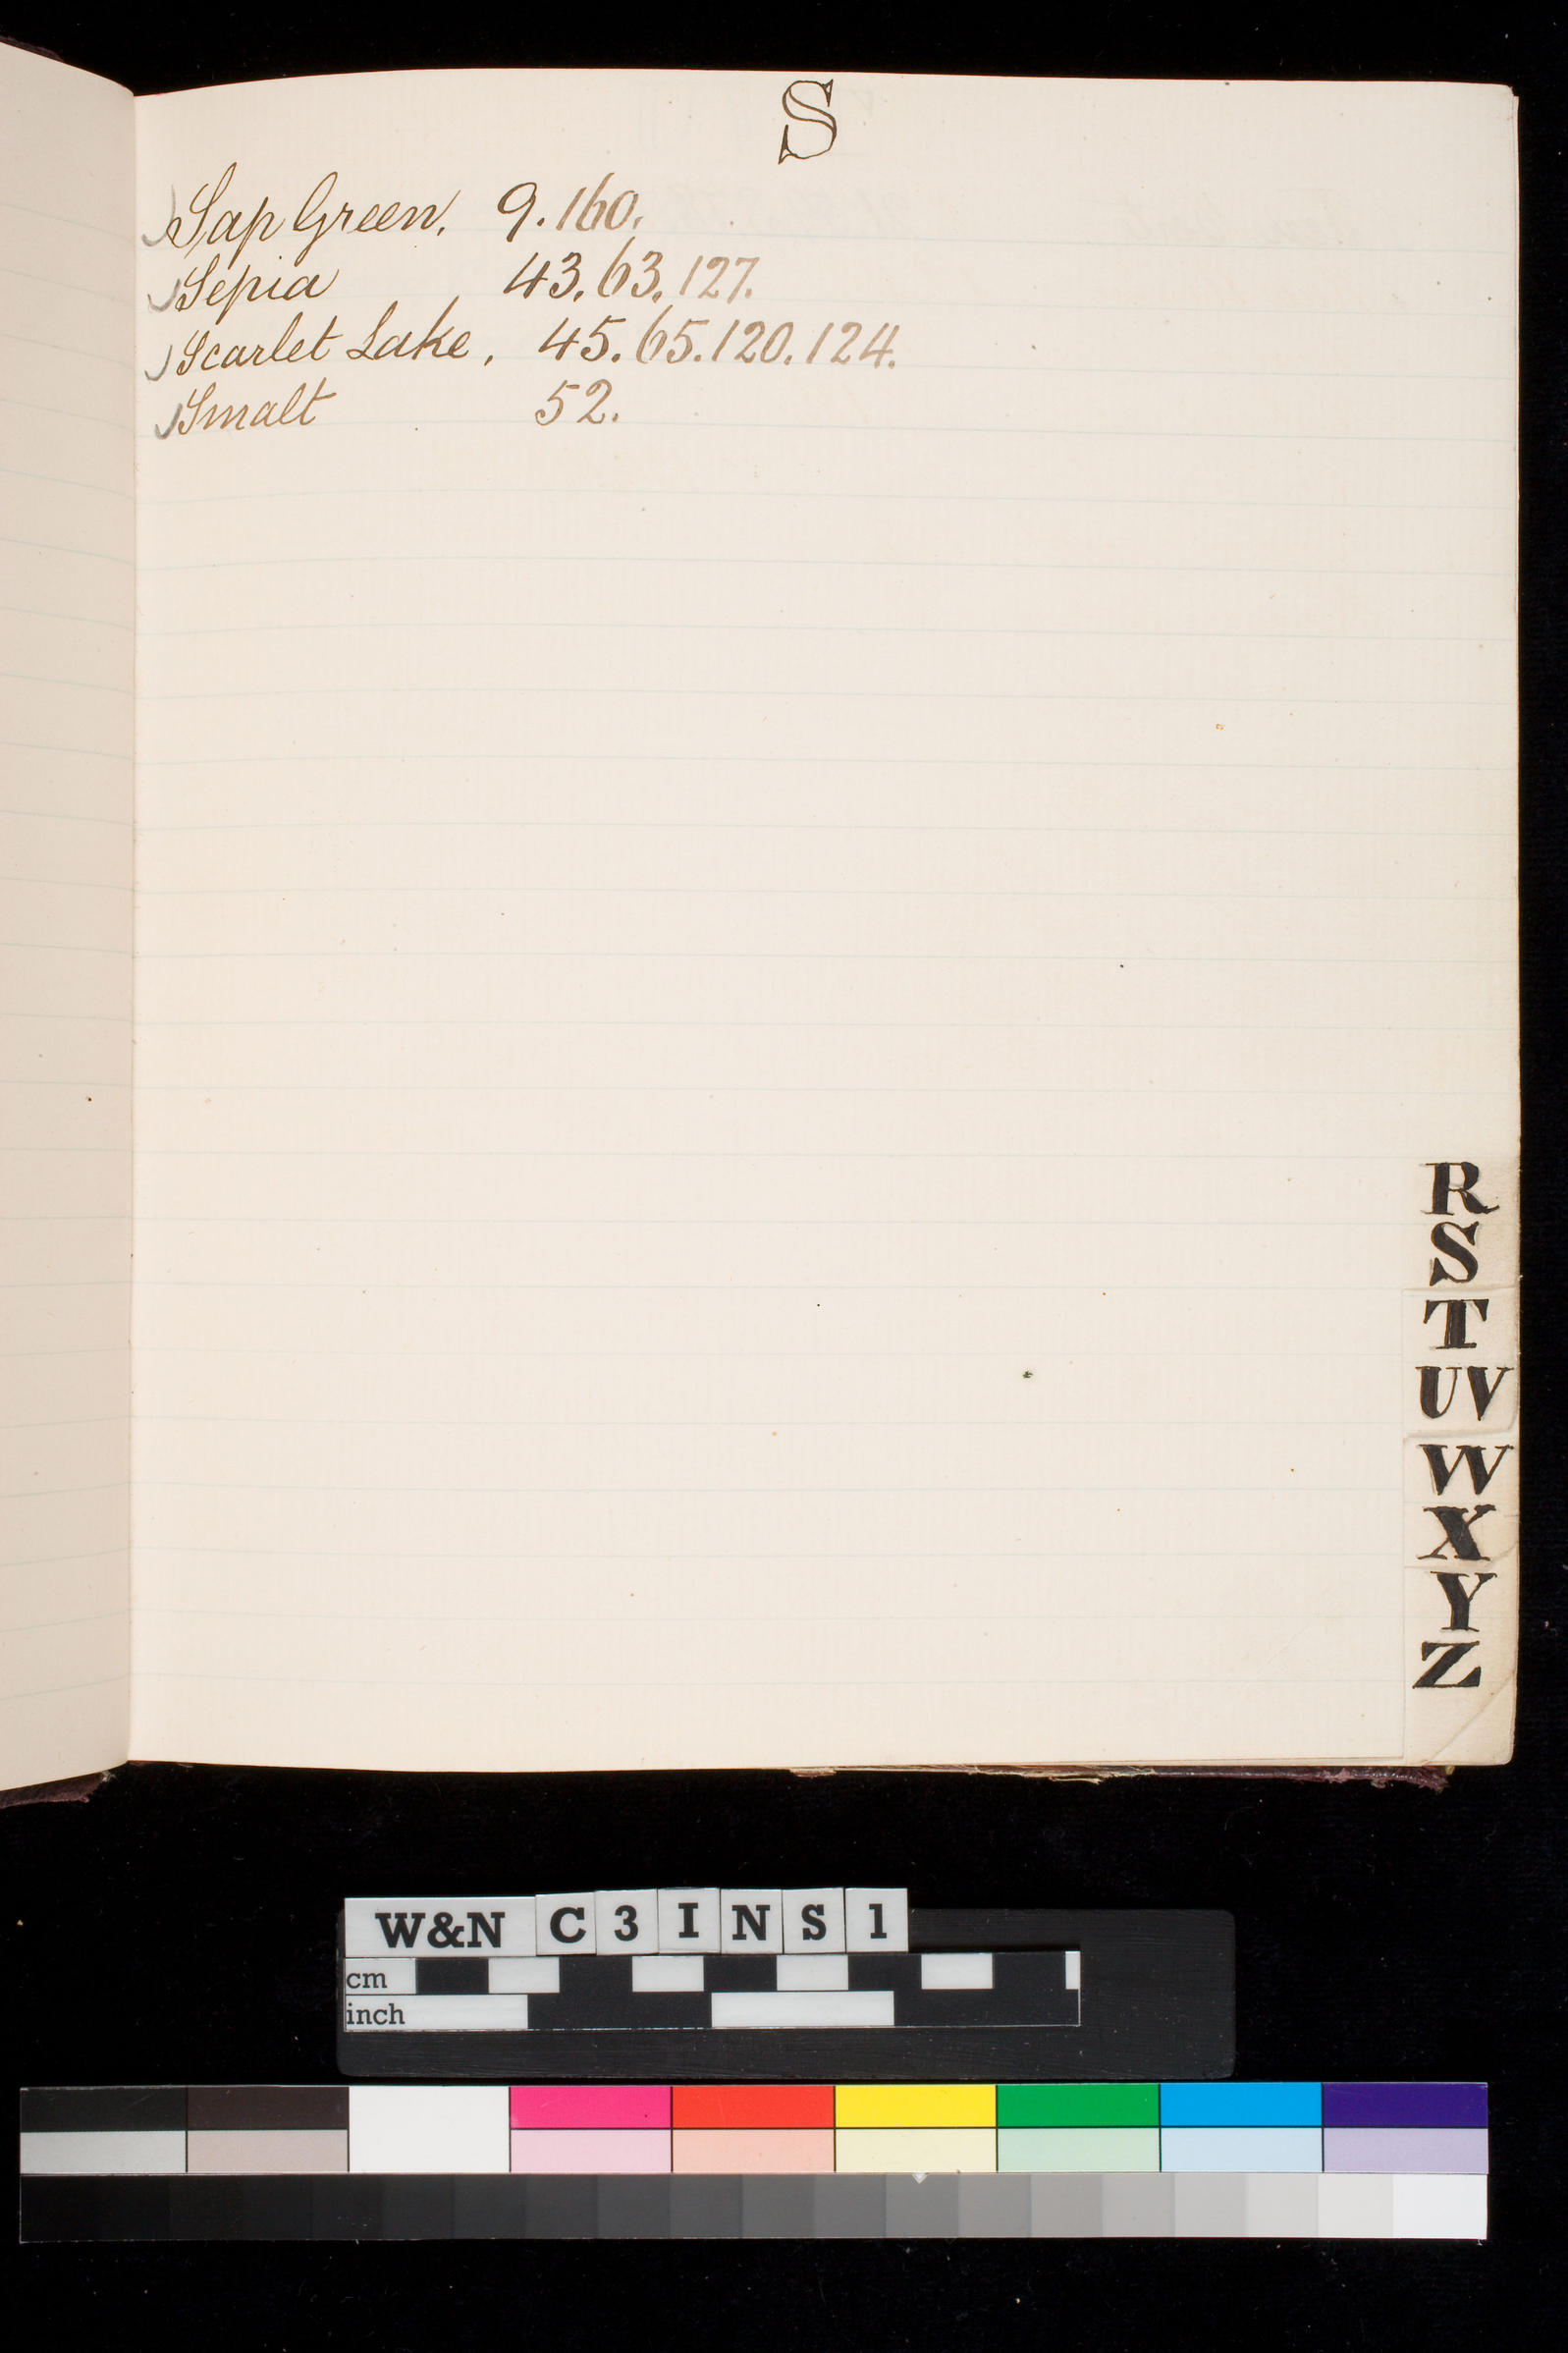 S
Sap Green. 9.160.
Sepia 43.63.127.
Scarlet Lake. 45.65.120.124.
Smalt 52.
R
S
T
UV
W
X
Y
Z
W&N C 3 I N S 1
cm
inch